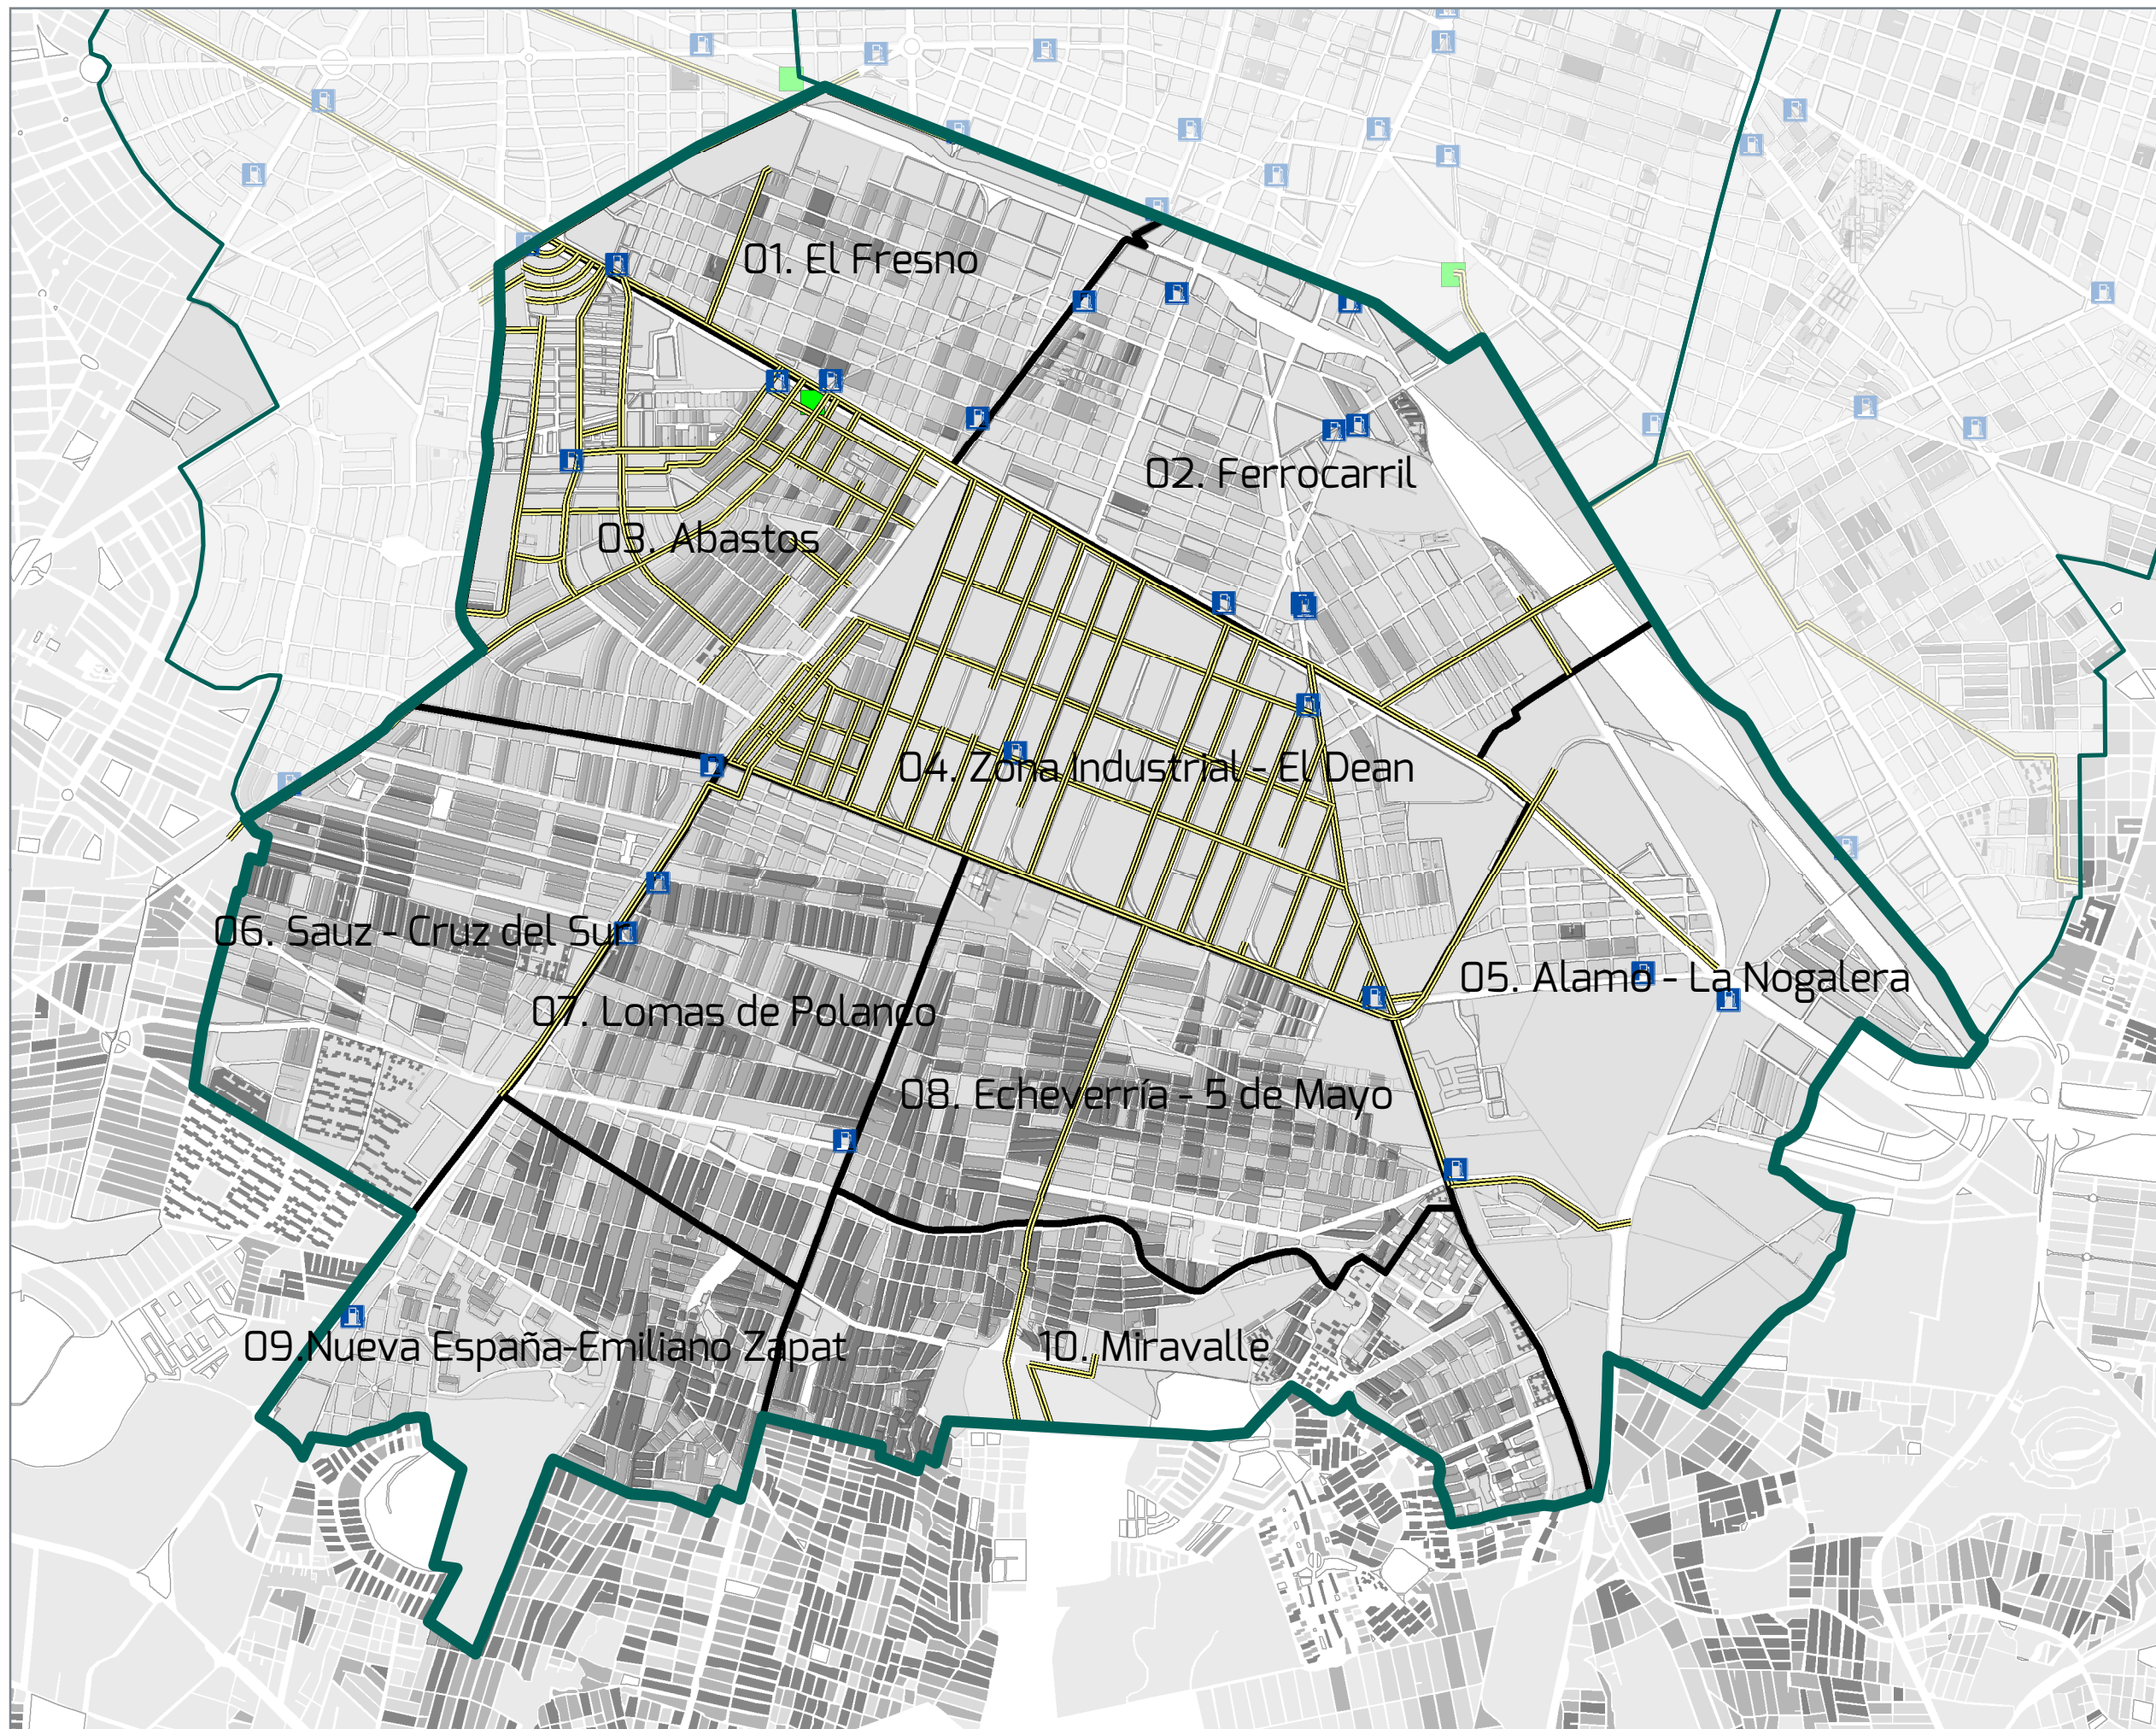 01. El Fresno
02. Ferrocarril
03. Abastos
04. Zona Industrial - El Dean
05. Alamo - La Nogalera
06. Sauz - Cruz del Sur
07. Lomas de Polanco
08. Echeverría - 5 de Mayo
09.Nueva España-Emiliano Zapat
10. Miravalle